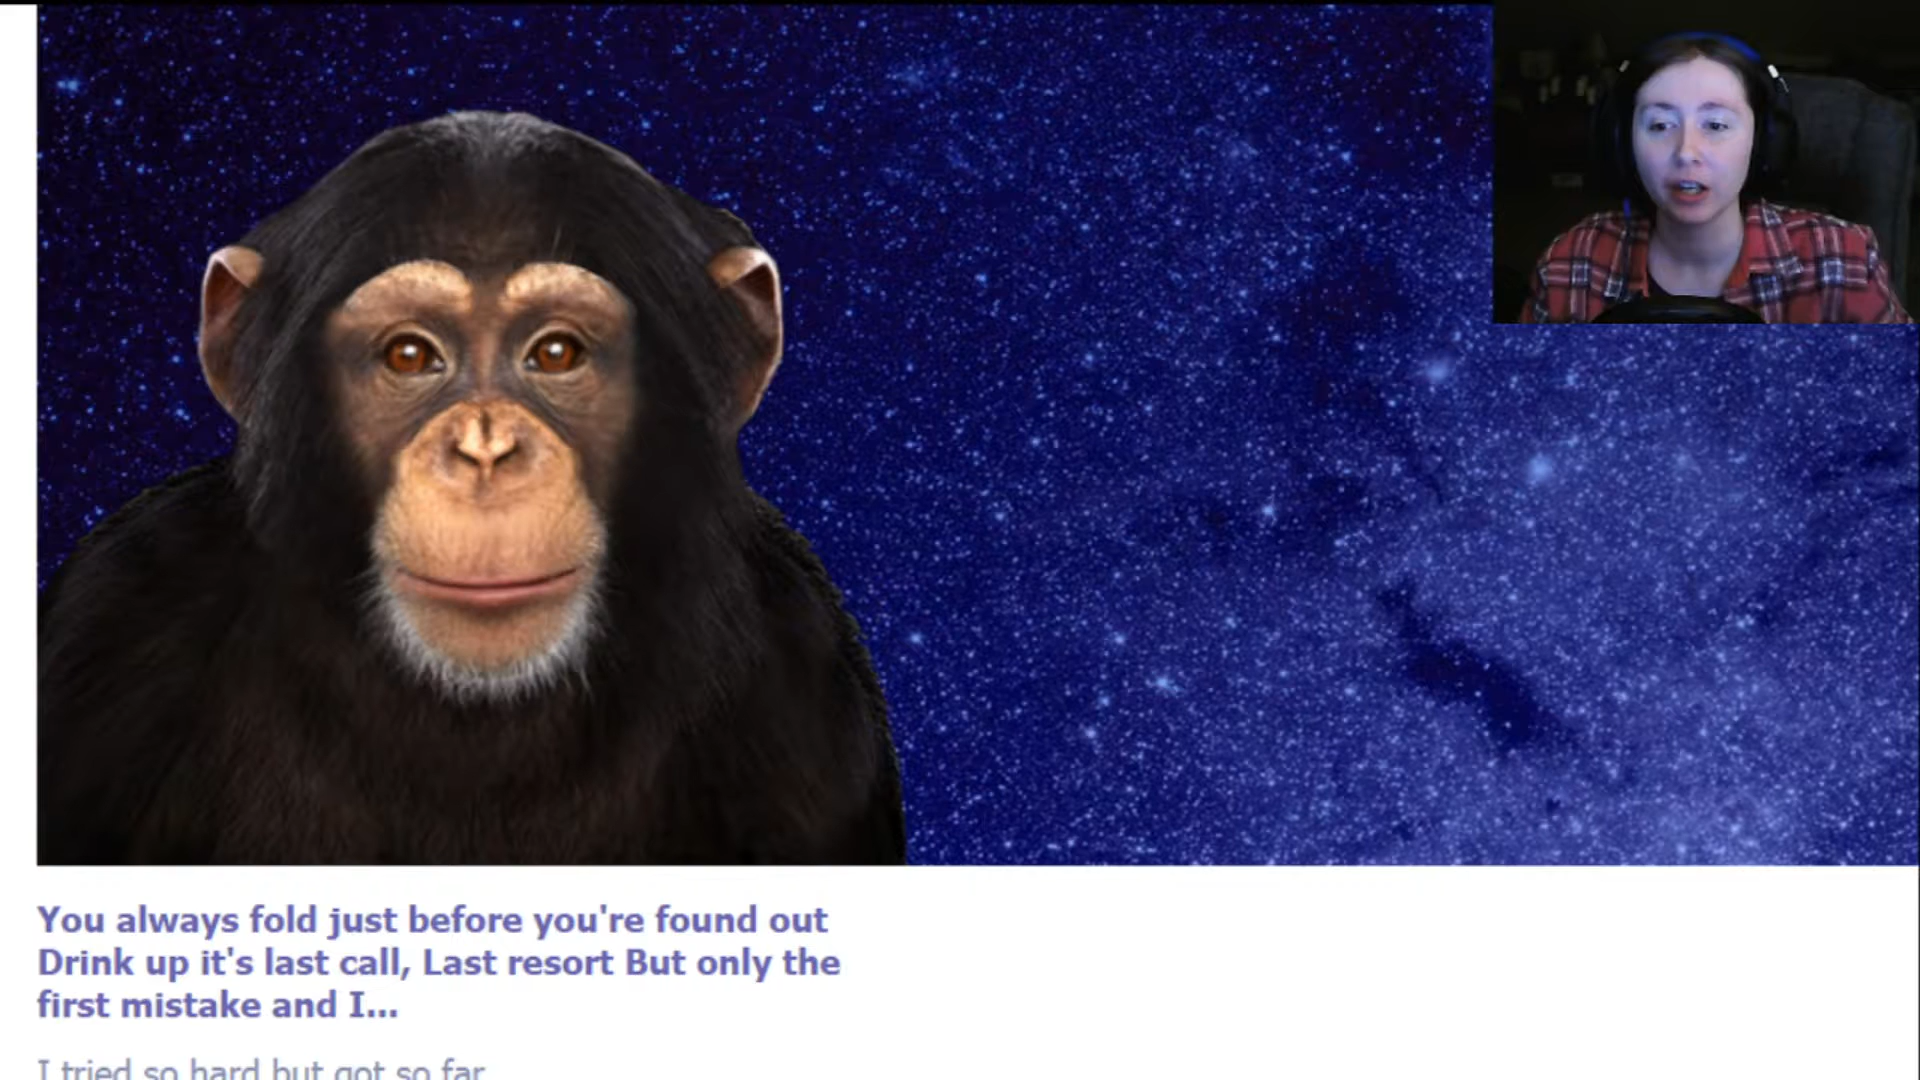 You always fold just before you're found out
Drink up it's last call, Last resort But only the
first mistake and I...
I tried so hard but got so far